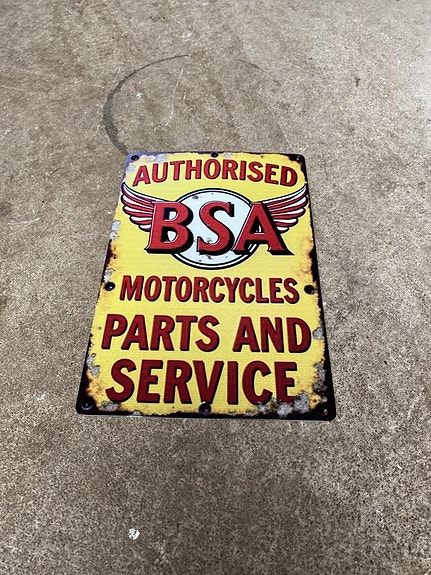 AUTHORISED
BSA
MOTORCYCLES
PARTS AND
SERVICE